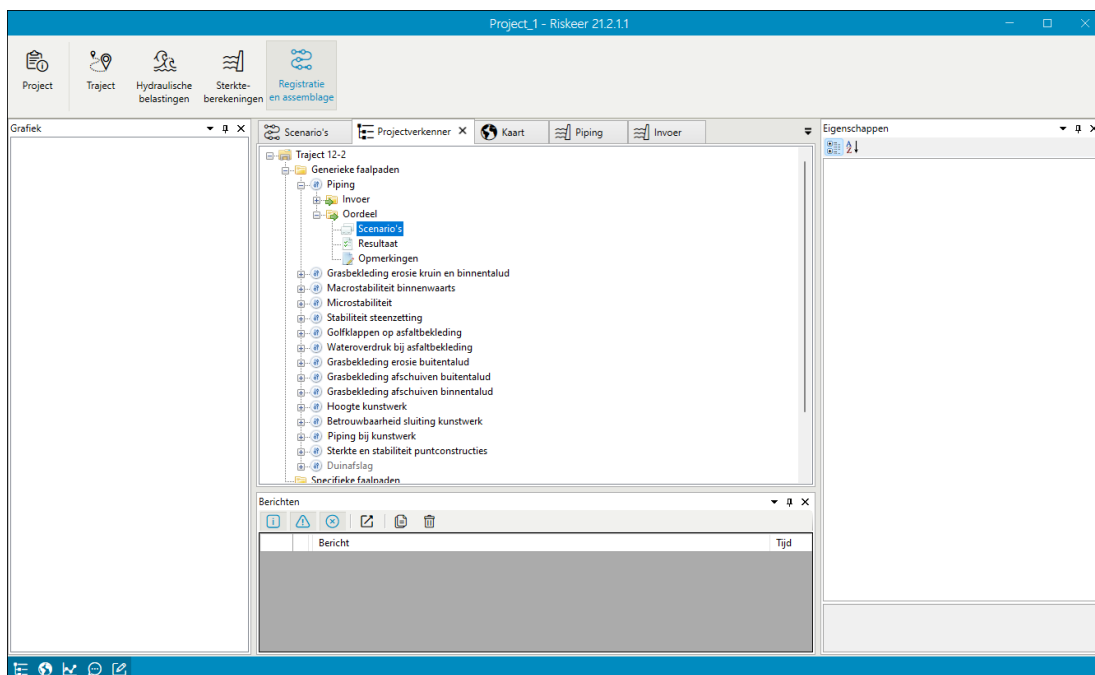 Project_1 - Riskeer 21.2.1.1
Project
Traject
Hydraulische
belastingen
Sterkte-
berekeningen
Registratie
en assemblage
Grafiek
Scenario's
Projectverkenner
Kaart
Piping
Invoer
Eigenschappen
Traject 12-2
Generieke faalpaden
Piping
Invoer
Oordeel
Scenario's
Resultaat
Opmerkingen
Grasbekleding erosie kruin en binnentalud
Macrostabiliteit binnenwaarts
Microstabiliteit
Stabiliteit steenzetting
Golfklappen op asfaltbekleding
Wateroverdruk bij asfaltbekleding
Grasbekleding erosie buitentalud
Grasbekleding afschuiven buitentalud
Grasbekleding afschuiven binnentalud
Hoogte kunstwerk
Betrouwbaarheid sluiting kunstwerk
Piping bij kunstwerk
Sterkte en stabiliteit puntconstructies
Duinafslag
Specifieke faalpaden
Berichten
Bericht
Tijd